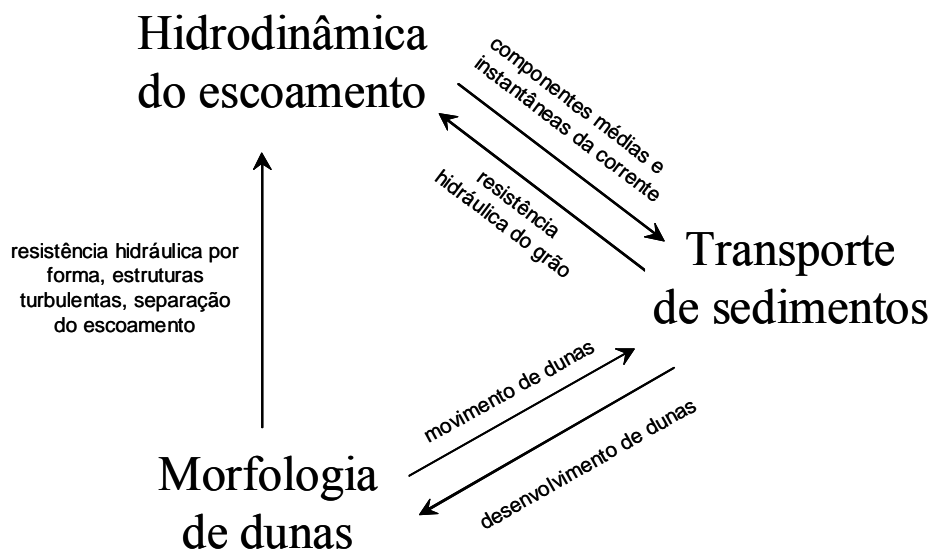 Hidrodinâmica
do escoamento
componentes médias e
instantâneas da corrente
resistência
hidráulica do grão
Transporte
de sedimentos
resistência hidráulica por
forma, estruturas
turbulentas, separação
do escoamento
movimento de dunas
desenvolvimento de dunas
Morfologia
de dunas